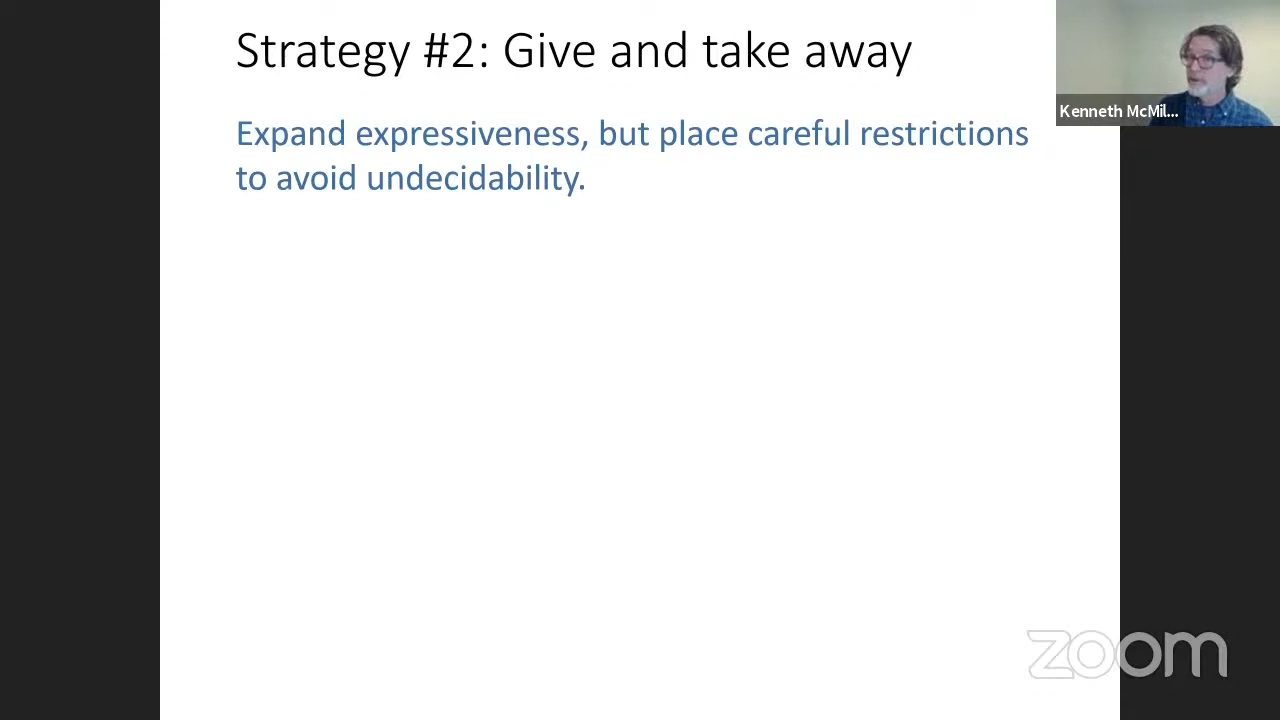 Strategy #2: Give and take away
Expand expressiveness, but place careful restrictions
to avoid undecidability.
Kenneth McMil...
zoom